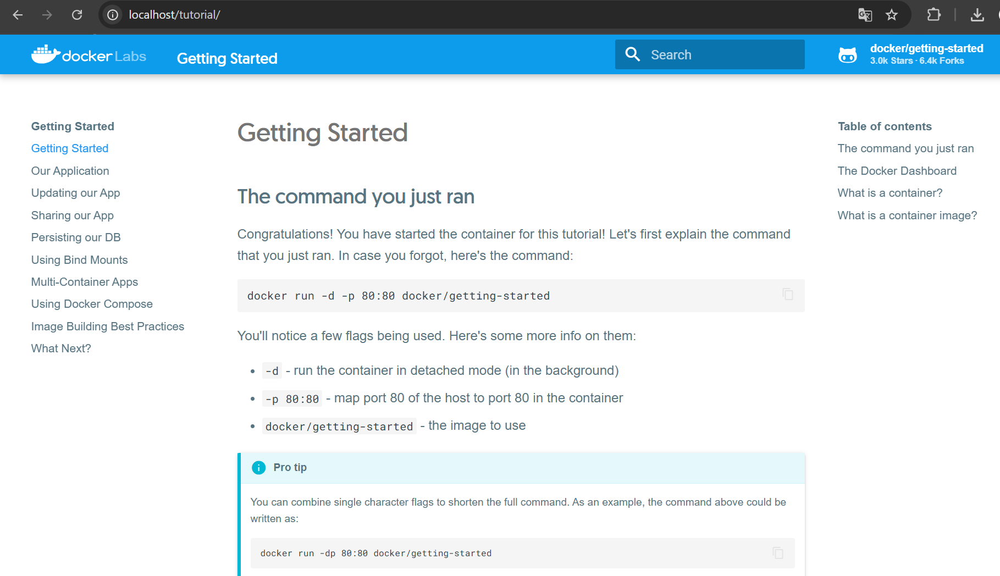 localhost/tutorial/
docker Labs
Getting Started
Search
docker/getting-started
3.0k Stars · 6.4k Forks
Getting Started
Getting Started
Our Application
Updating our App
Sharing our App
Persisting our DB
Using Bind Mounts
Multi-Container Apps
Using Docker Compose
Image Building Best Practices
What Next?
Getting Started
The command you just ran
Congratulations! You have started the container for this tutorial! Let's first explain the command
that you just ran. In case you forgot, here's the command:
docker run -d -p 80:80 docker/getting-started
You'll notice a few flags being used. Here's some more info on them:
• -d - run the container in detached mode (in the background)
• -p 80:80 - map port 80 of the host to port 80 in the container
• docker/getting-started - the image to use
Pro tip
You can combine single character flags to shorten the full command. As an example, the command above could be
written as:
docker run -dp 80:80 docker/getting-started
Table of contents
The command you just ran
The Docker Dashboard
What is a container?
What is a container image?